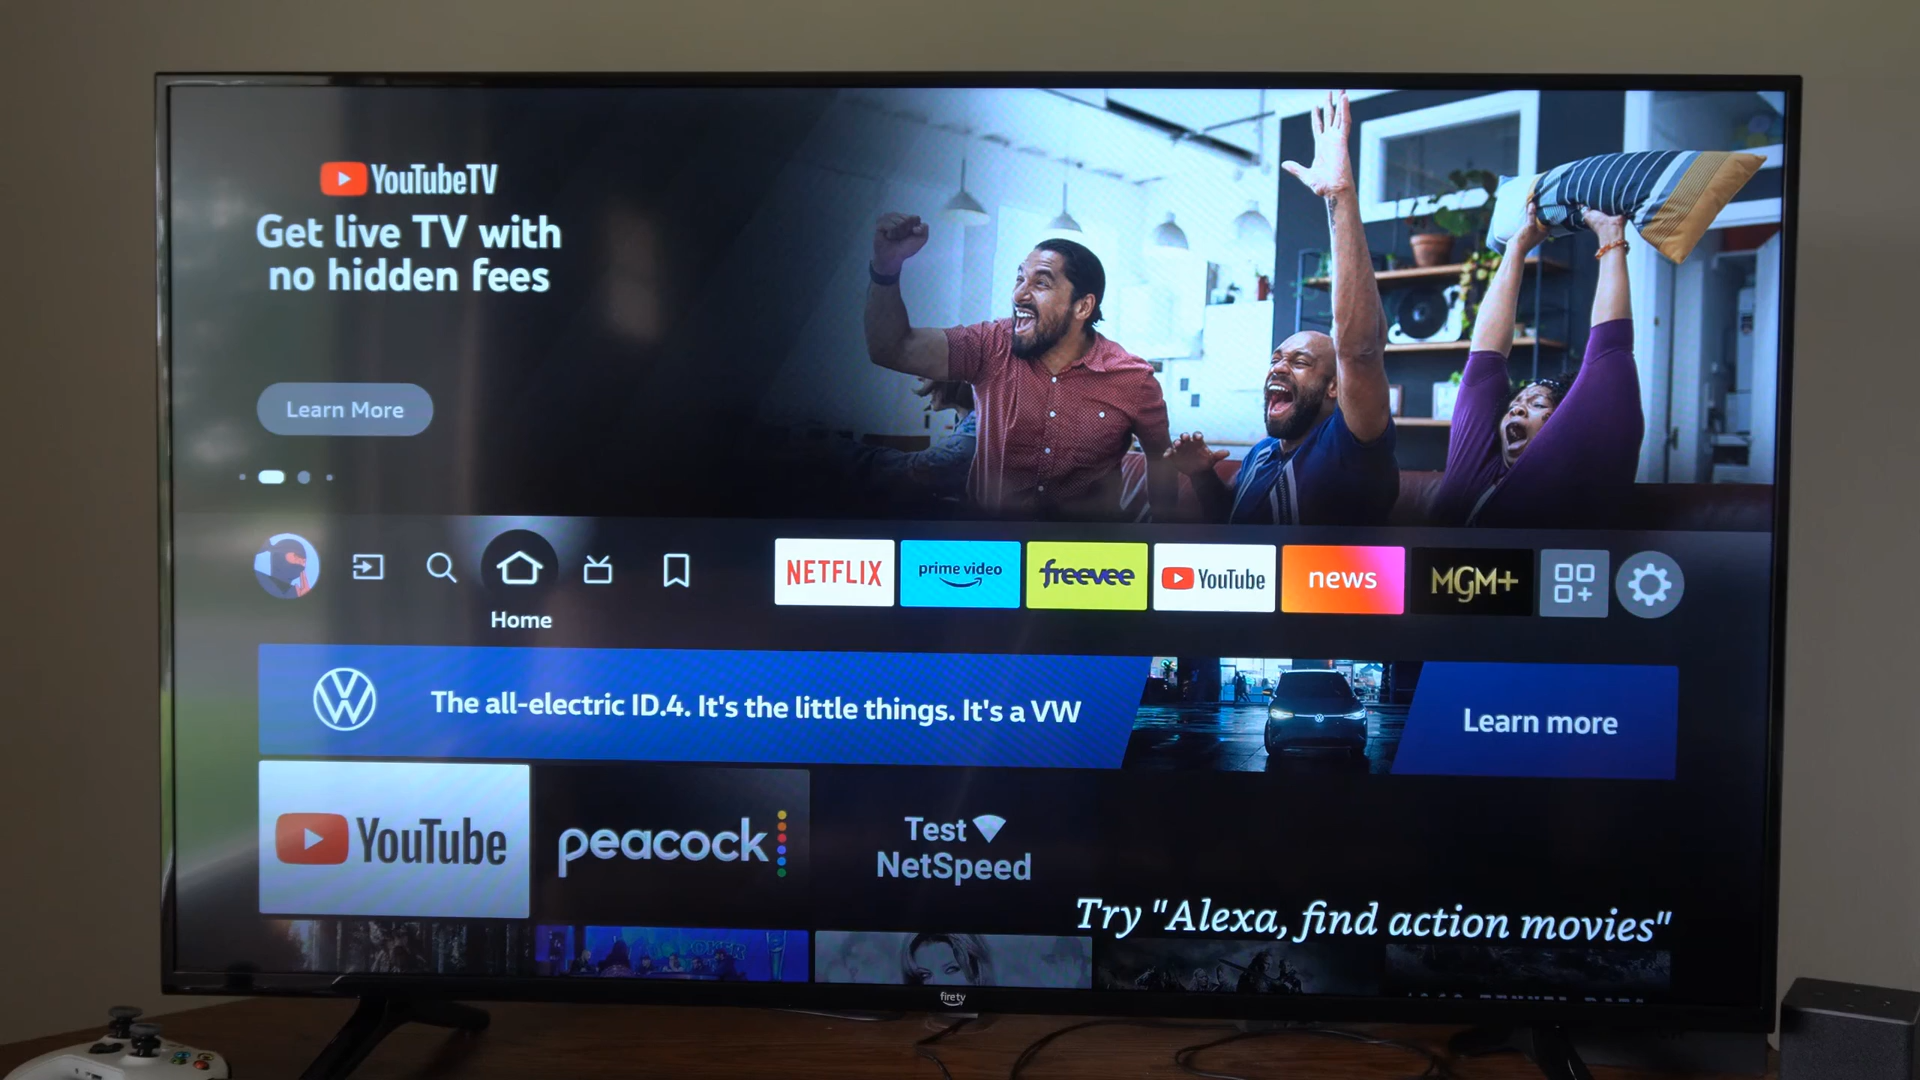 YouTubeTV
Get live TV with
no hidden fees
Learn More
Home
NETFLIX
prime video
freevee
YouTube
news
MGM+
The all-electric ID.4. It's the little things. It's a VW
Learn more
YouTube
peacock
Test
NetSpeed
Try "Alexa, find action movies"
firetv